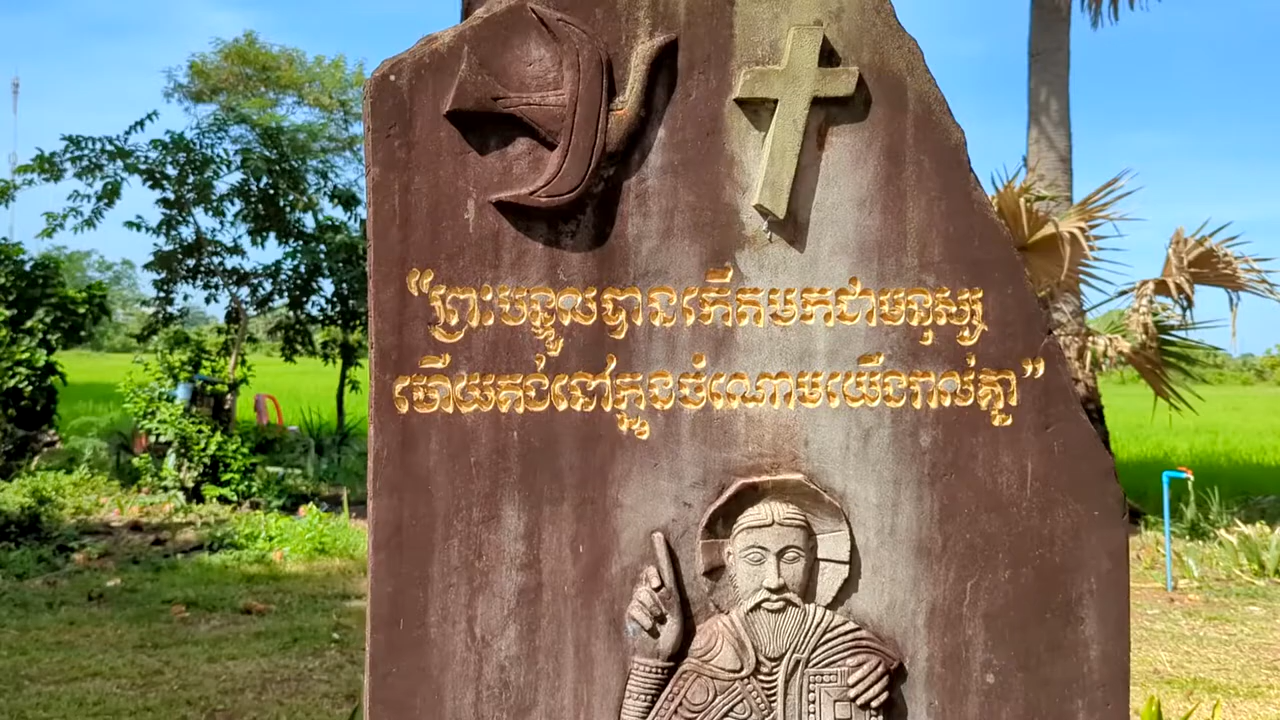 “ព្រះបន្ទូលបានកើតមកជាមនុស្ស
ហើយគង់នៅក្នុងចំណោមយើងរាល់គ្នា”